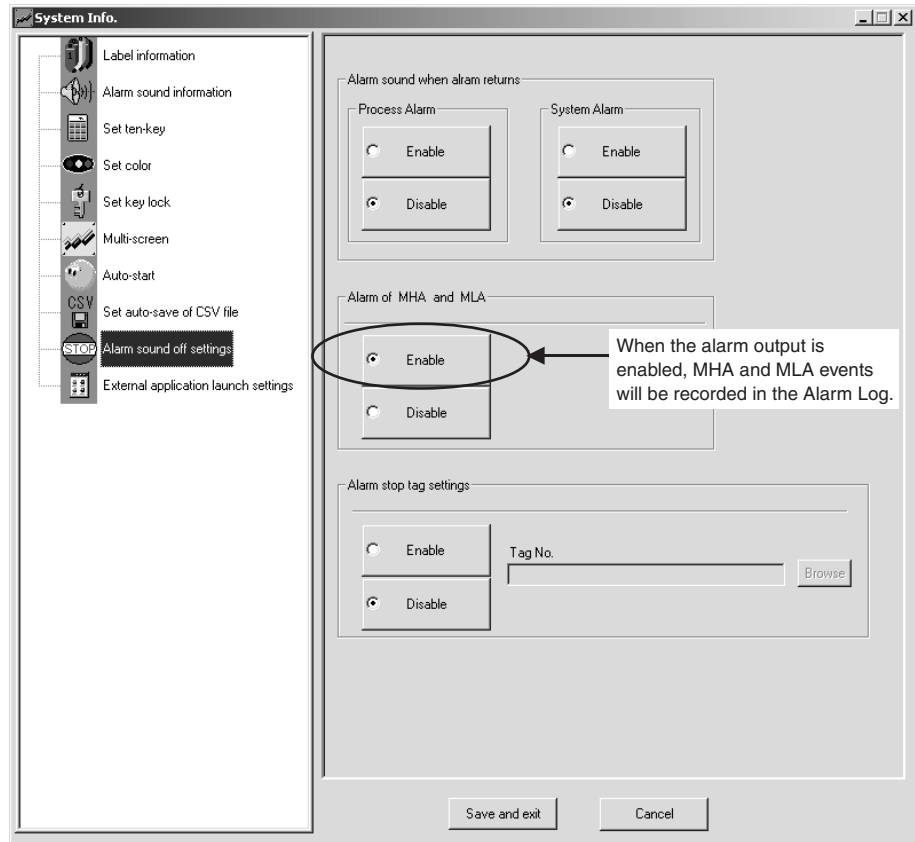 System Info.
Label information
Alarm sound information
Set ten-key
Set color
Set key lock
Multi-screen
Auto-start
CSV
Set auto-save of CSV file
STOP
Alarm sound off settings
External application launch settings
Alarm sound when alram returns
Process Alarm
Enable
Disable
System Alarm
Enable
Disable
Alarm of MHA and MLA
Enable
Disable
When the alarm output is
enabled, MHA and MLA events
will be recorded in the Alarm Log.
Alarm stop tag settings
Enable
Disable
Tag No.
Browse
Save and exit
Cancel